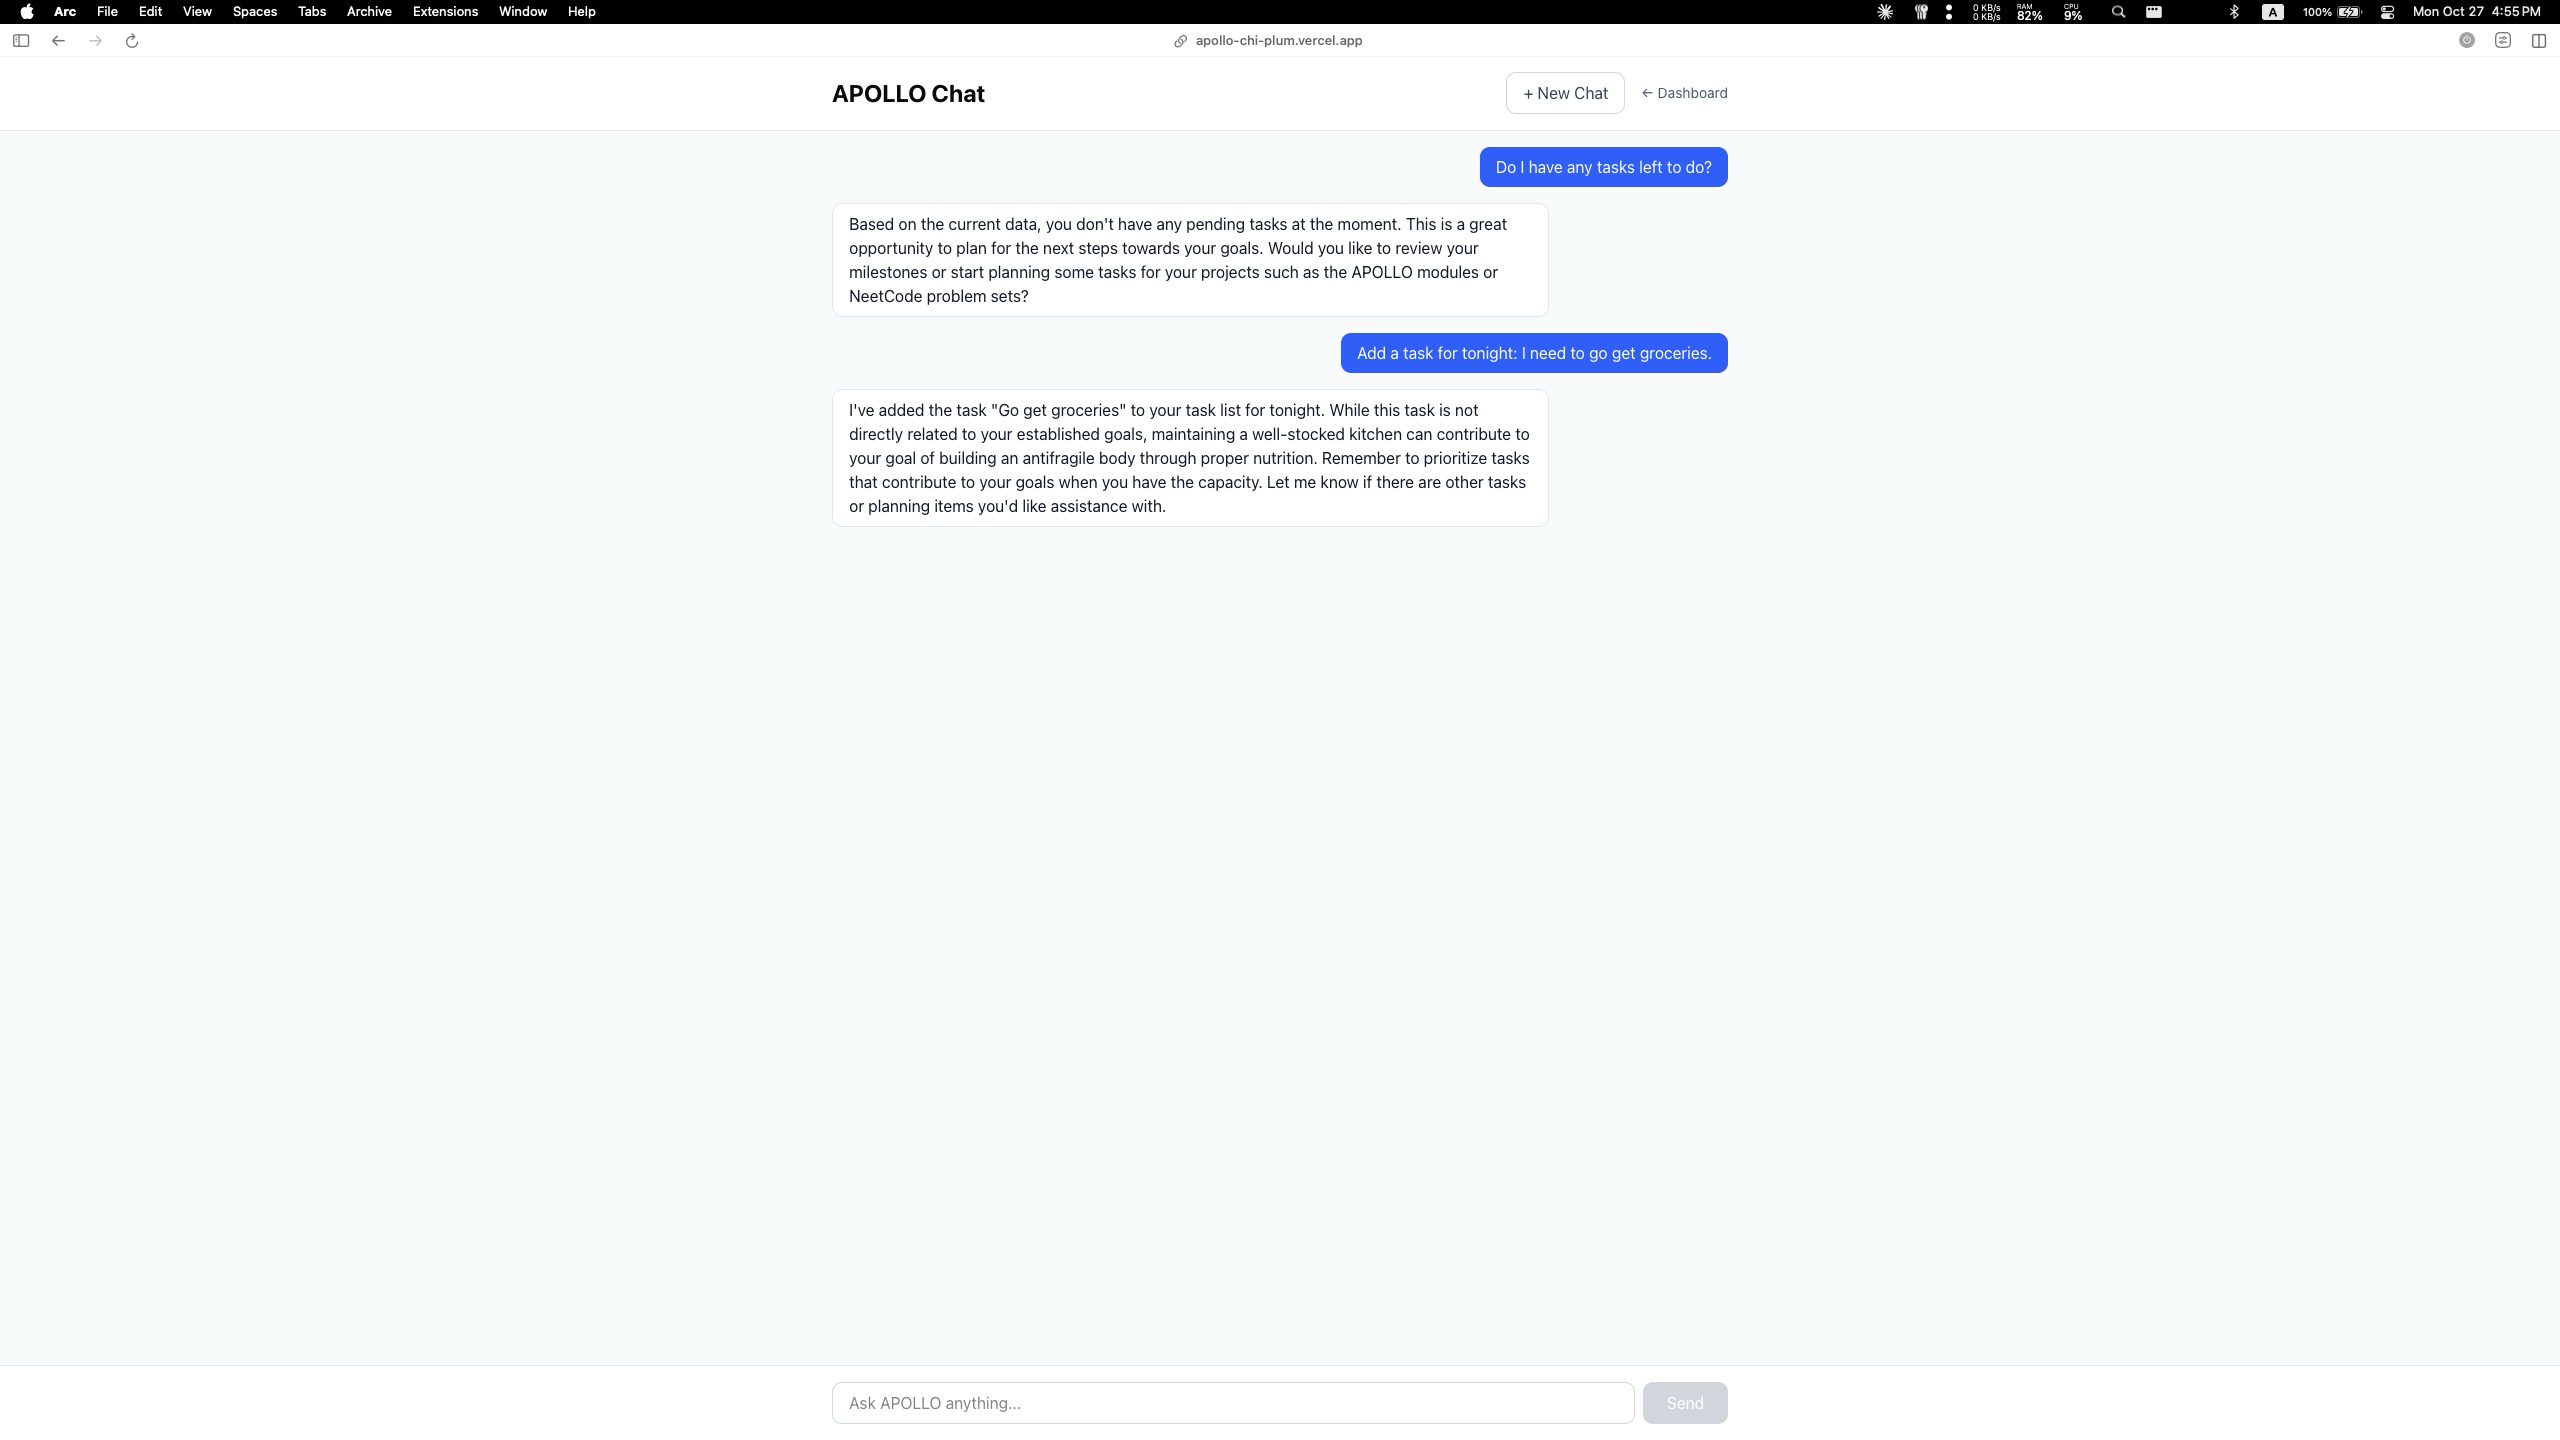 Arc File Edit View Spaces Tabs Archive Extensions Window Help 0 KB/s 0 KB/s RAM 82% CPU 9% A 100% Mon Oct 27 4:55 PM
apollo-chi-plum.vercel.app
APOLLO Chat + New Chat ← Dashboard
Do I have any tasks left to do?
Based on the current data, you don't have any pending tasks at the moment. This is a great
opportunity to plan for the next steps towards your goals. Would you like to review your
milestones or start planning some tasks for your projects such as the APOLLO modules or
NeetCode problem sets?
Add a task for tonight: I need to go get groceries.
I've added the task "Go get groceries" to your task list for tonight. While this task is not
directly related to your established goals, maintaining a well-stocked kitchen can contribute to
your goal of building an antifragile body through proper nutrition. Remember to prioritize tasks
that contribute to your goals when you have the capacity. Let me know if there are other tasks
or planning items you'd like assistance with.
Ask APOLLO anything... Send